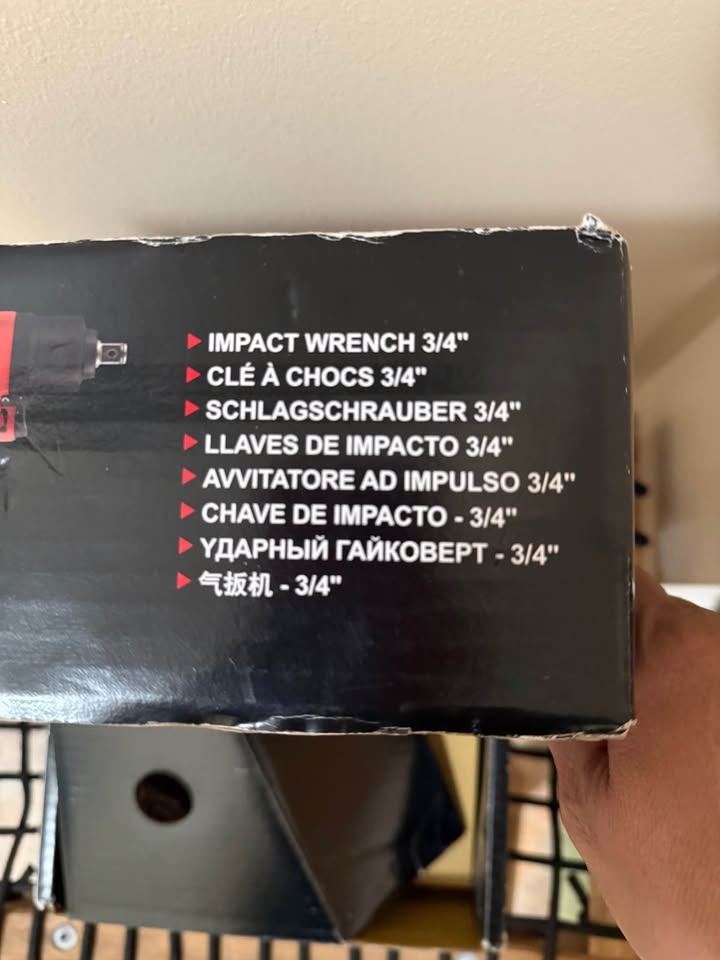 IMPACT WRENCH 3/4"
CLÉ À CHOCS 3/4"
SCHLAGSCHRAUBER 3/4"
LLAVES DE IMPACTO 3/4"
AVVITATORE AD IMPULSO 3/4"
CHAVE DE IMPACTO - 3/4"
УДАРНЫЙ ГАЙКОВЕРТ - 3/4"
气扳机 - 3/4"